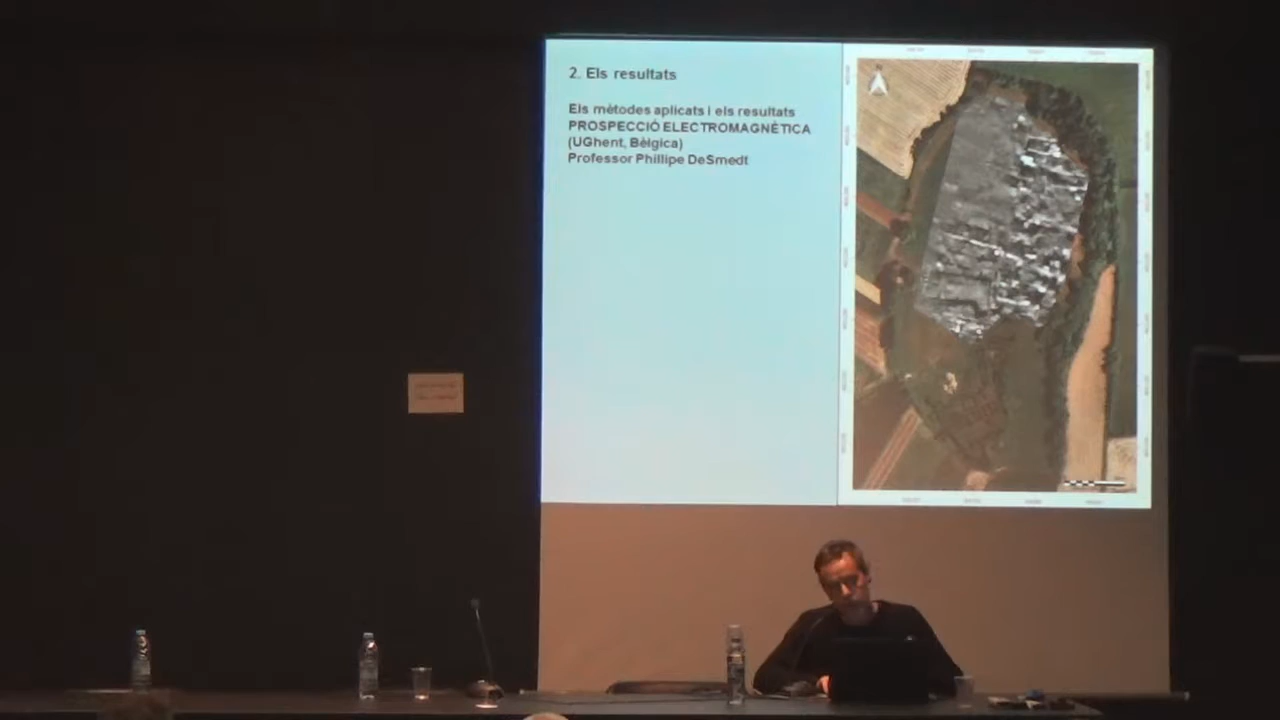 2. Els resultats
Els mètodes aplicats i els resultats
PROSPECCIÓ ELECTROMAGNÈTICA
(UGhent, Bèlgica)
Professor Phillipe DeSmedt